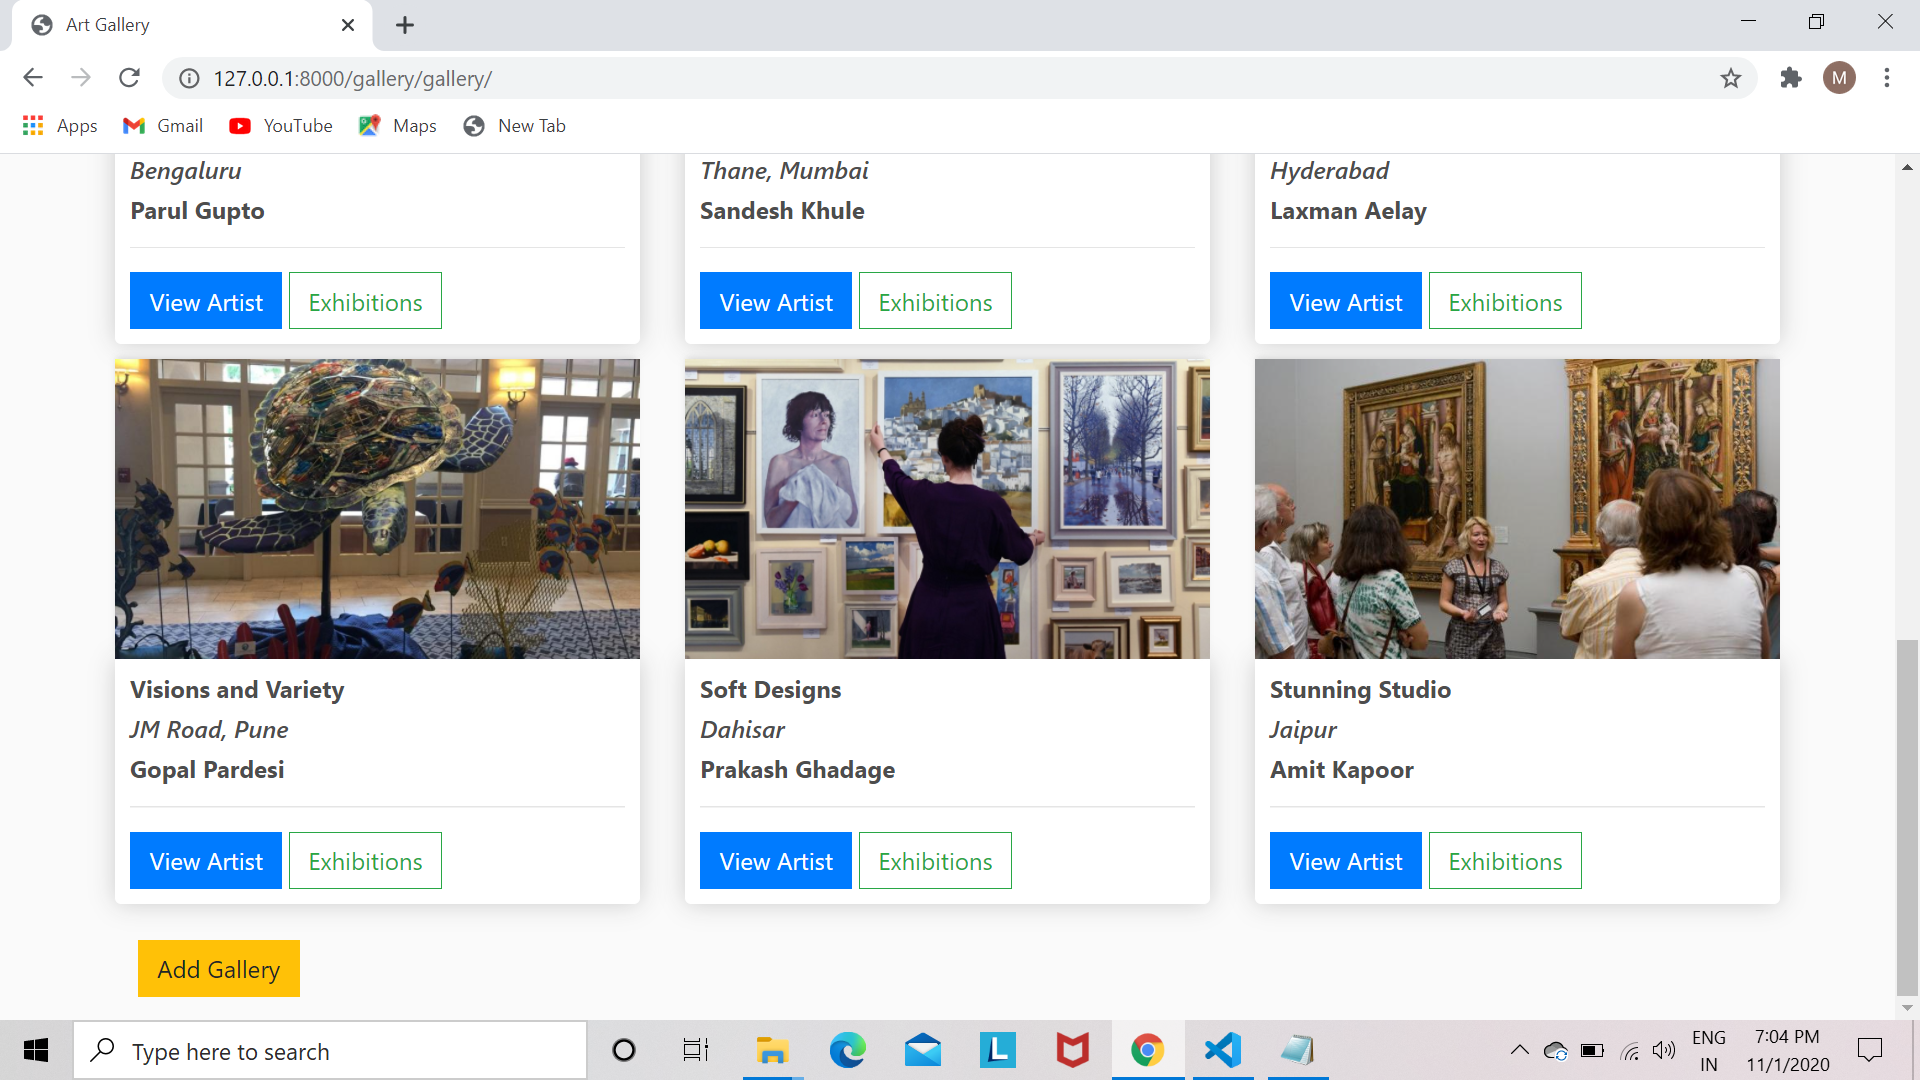 Art Gallery
127.0.0.1:8000/gallery/gallery/
M
Apps Gmail YouTube Maps New Tab
Bengaluru
Parul Gupto
View Artist Exhibitions
Thane, Mumbai
Sandesh Khule
View Artist Exhibitions
Hyderabad
Laxman Aelay
View Artist Exhibitions
Visions and Variety
JM Road, Pune
Gopal Pardesi
View Artist Exhibitions
Soft Designs
Dahisar
Prakash Ghadage
View Artist Exhibitions
Stunning Studio
Jaipur
Amit Kapoor
View Artist Exhibitions
Add Gallery
Type here to search
L
ENG
IN
7:04 PM
11/1/2020